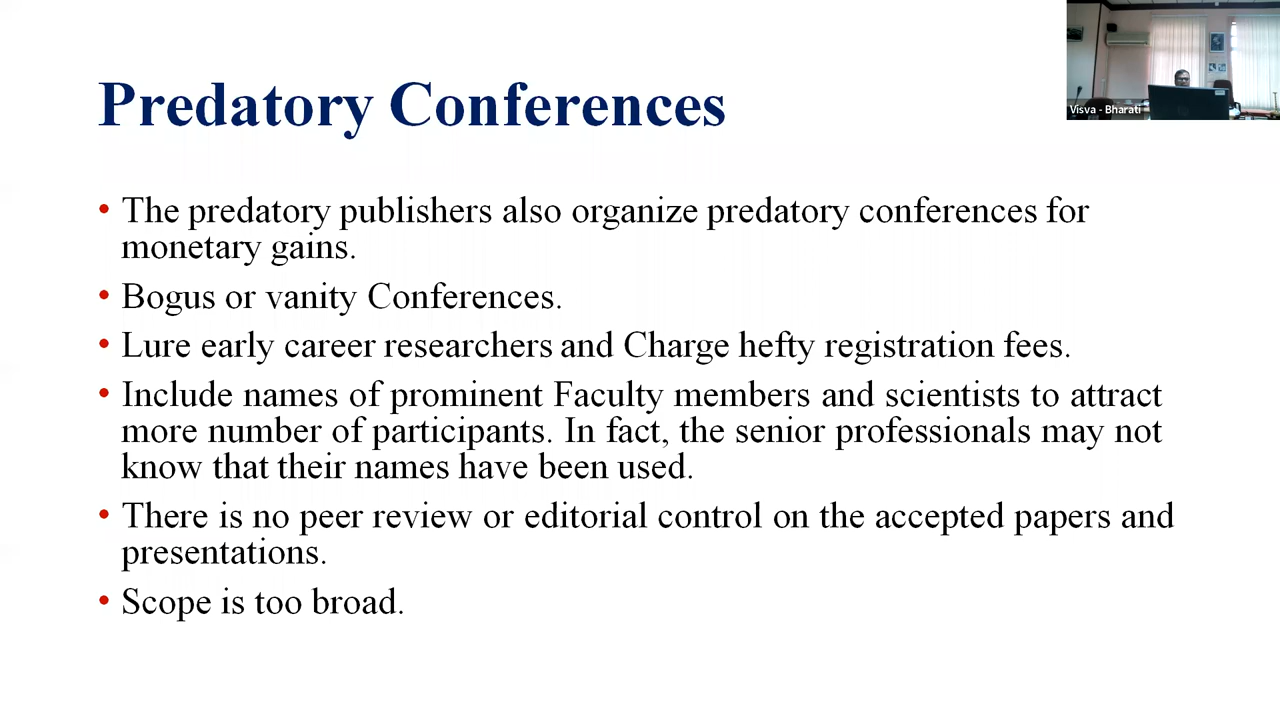 Predatory Conferences
Visva - Bharati
• The predatory publishers also organize predatory conferences for
monetary gains.
• Bogus or vanity Conferences.
• Lure early career researchers and Charge hefty registration fees.
• Include names of prominent Faculty members and scientists to attract
more number of participants. In fact, the senior professionals may not
know that their names have been used.
• There is no peer review or editorial control on the accepted papers and
presentations.
• Scope is too broad.